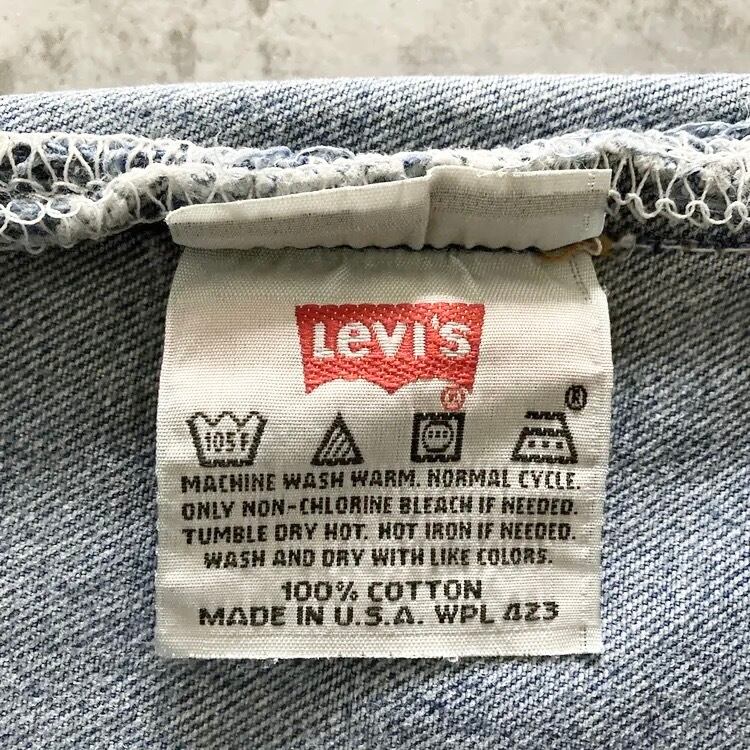 Levi's
®
105F
®
MACHINE WASH WARM. NORMAL CYCLE.
ONLY NON-CHLORINE BLEACH IF NEEDED.
TUMBLE DRY HOT. HOT IRON IF NEEDED.
WASH AND DRY WITH LIKE COLORS.
100% COTTON
MADE IN U.S.A. WPL 423